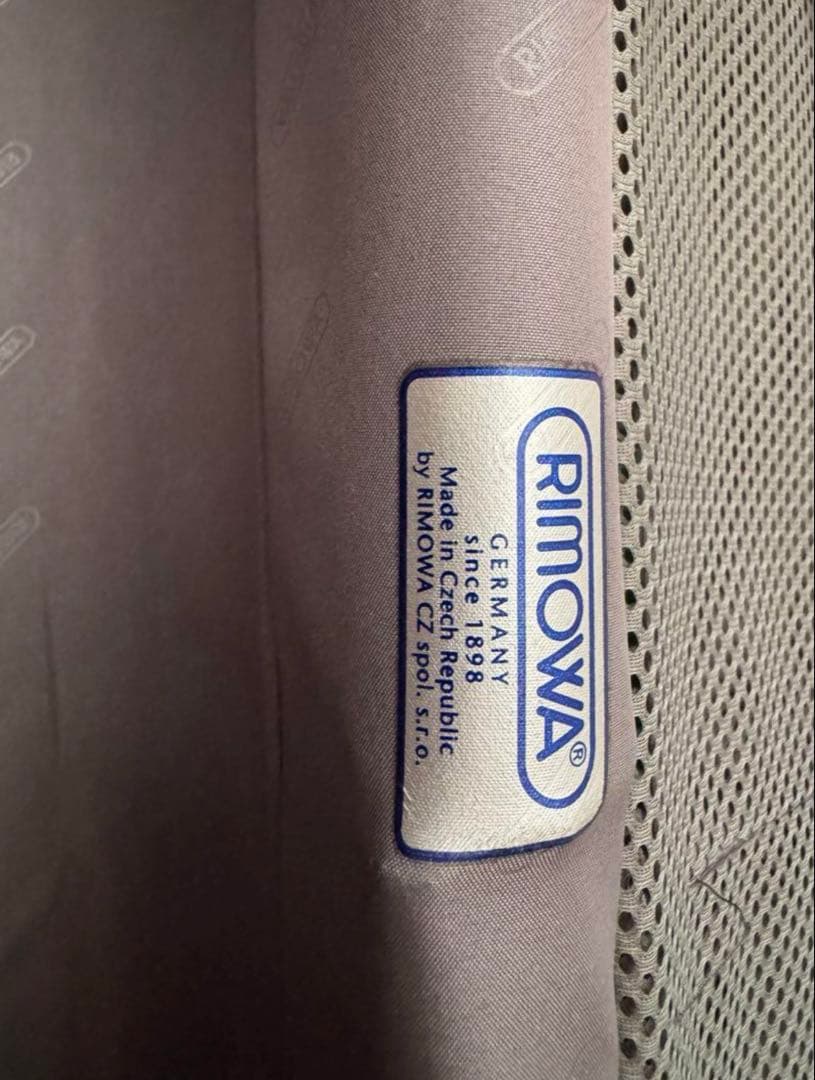 RIMOWA®
GERMANY
since 1898
Made in Czech Republic
by RIMOWA CZ spol. s.r.o.